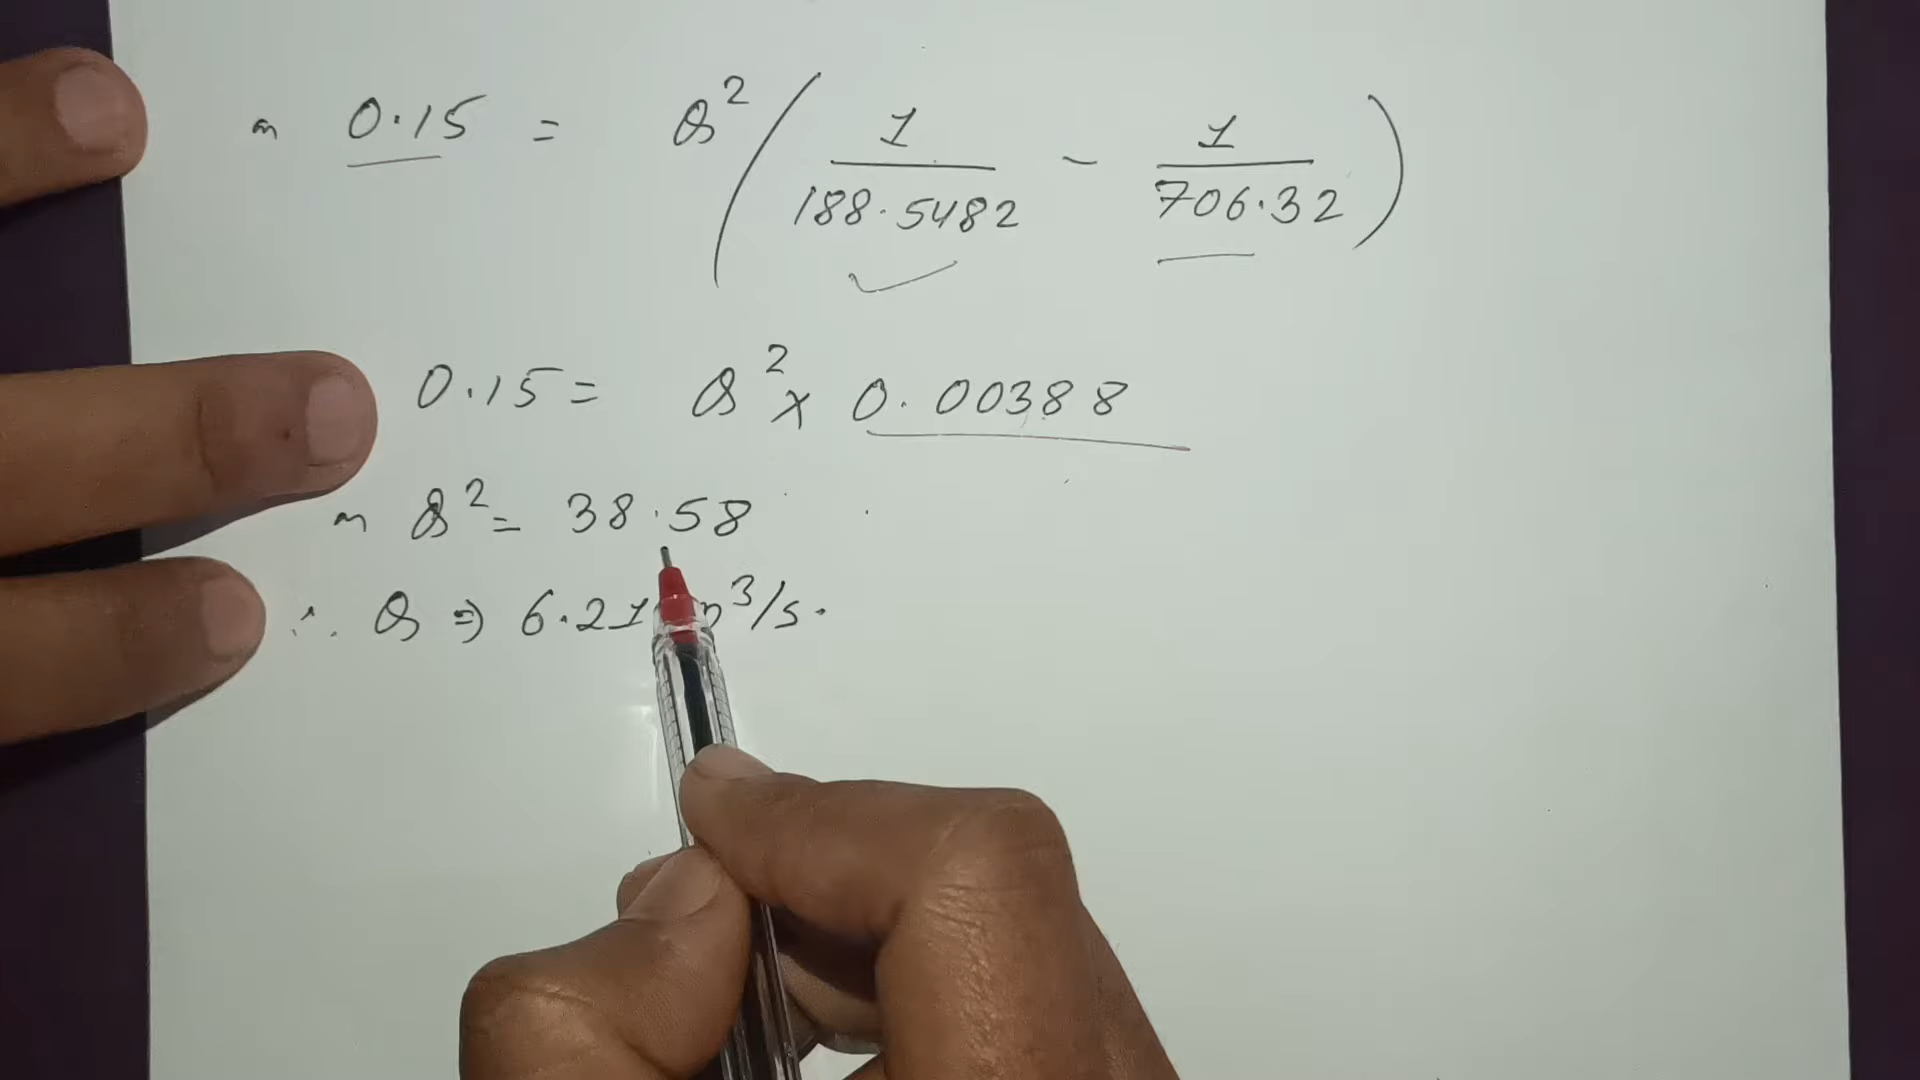 0.15 = Q² ( 1/188.5482 - 1/706.32 )
0.15 = Q² x 0.00388
Q² = 38.58
∴ Q ⇒ 6.21 m³/s.